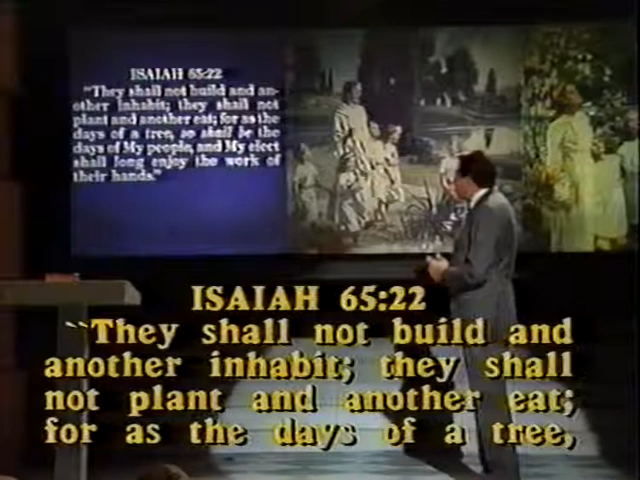 ISAIAH 65:22
"They shall not build and an-
other inhabit; they shall not
plant and another eat; for as the
days of a tree, so shall be the
days of My people, and My elect
shall long enjoy the work of
their hands."
ISAIAH 65:22
``They shall not build and
another inhabit; they shall
not plant and another eat;
for as the days of a tree,